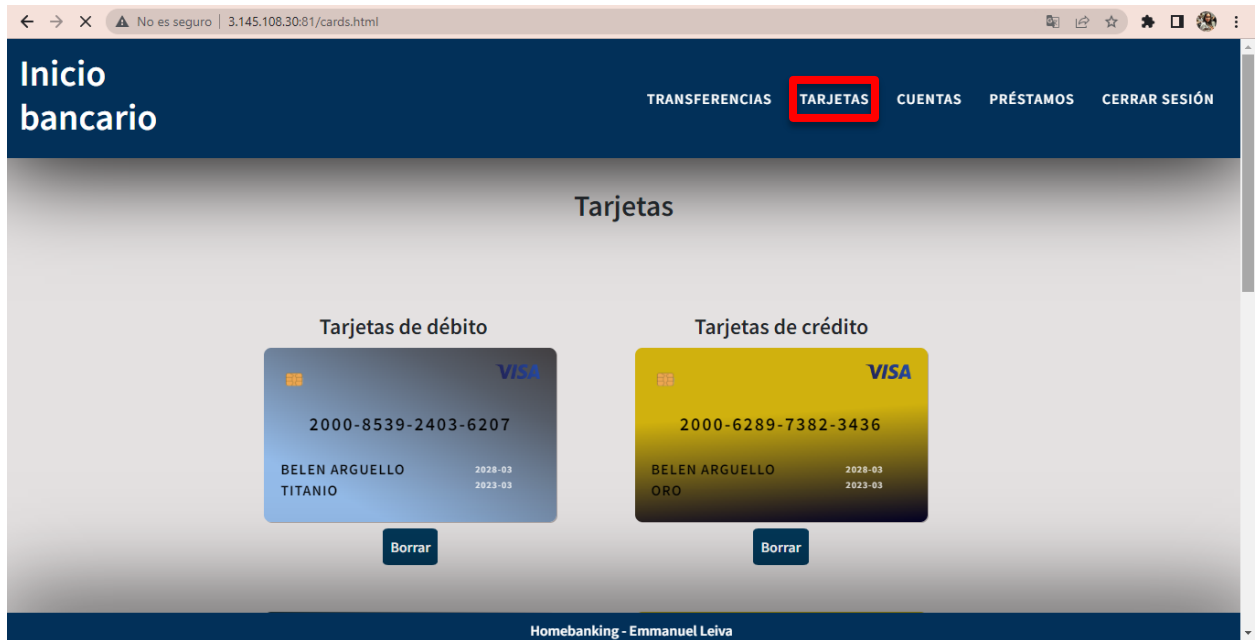 No es seguro | 3.145.108.30:81/cards.html
Inicio
bancario
TRANSFERENCIAS TARJETAS CUENTAS PRÉSTAMOS CERRAR SESIÓN
Tarjetas
Tarjetas de débito
VISA
2000-8539-2403-6207
BELEN ARGUELLO 2028-03
TITANIO 2023-03
Borrar
Tarjetas de crédito
VISA
2000-6289-7382-3436
BELEN ARGUELLO 2028-03
ORO 2023-03
Borrar
Homebanking - Emmanuel Leiva